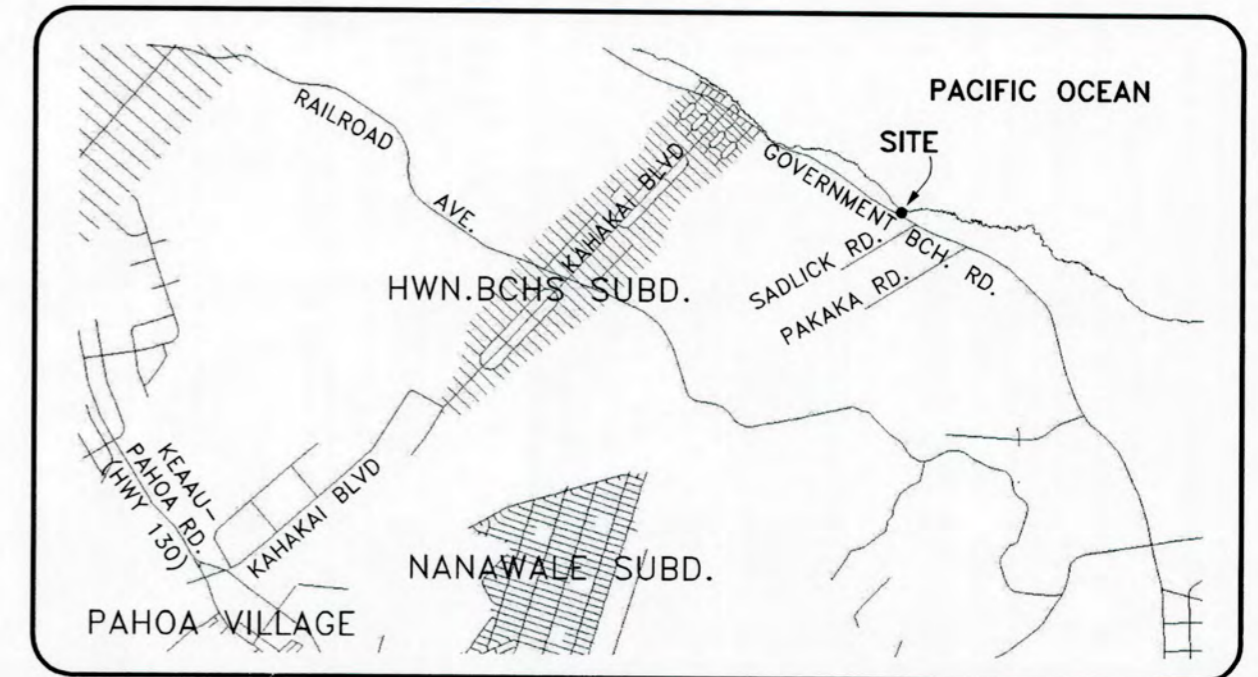 PACIFIC OCEAN
RAILROAD
AVE.
SITE
KAHAKAI BLVD
GOVERNMENT BCH. RD.
SADLICK RD.
PAKAKA RD.
HWN.BCHS SUBD.
KEAAU-
PAHOA RD.
(HWY 130)
KAHAKAI BLVD
NANAWALE SUBD.
PAHOA VILLAGE